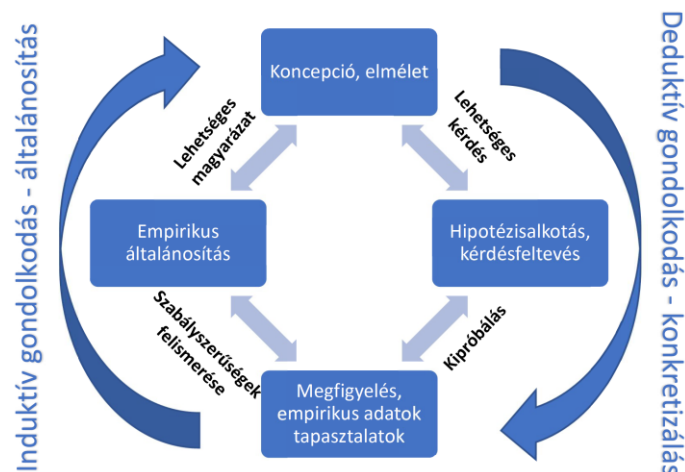 Koncepció, elmélet
Lehetséges
magyarázat
Lehetséges
kérdés
Induktív gondolkodás - általánosítás
Deduktív gondolkodás - konkretizálás
Empirikus
általánosítás
Hipotézisalkotás,
kérdésfeltevés
Szabályszerűségek
felismerése
Kipróbálás
Megfigyelés,
empirikus adatok
tapasztalatok